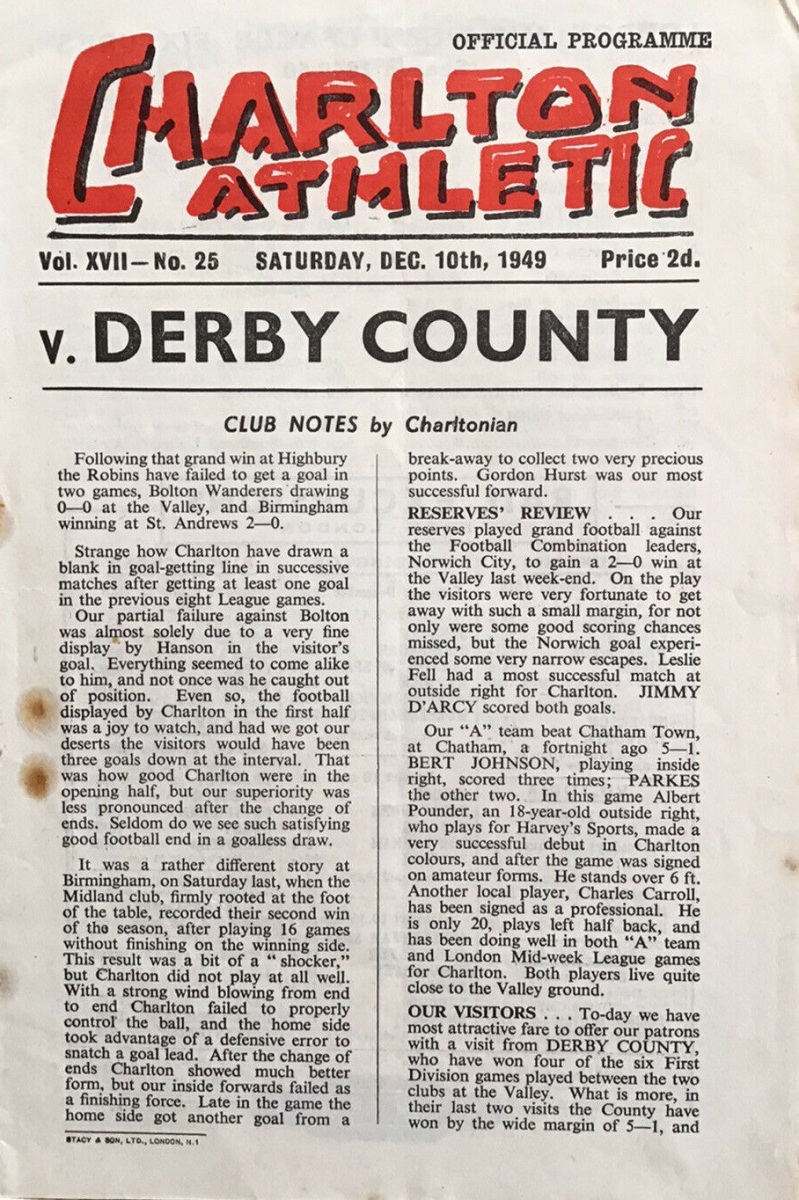 OFFICIAL PROGRAMME
CHARLTON
ATHLETIC
Vol. XVII—No. 25 SATURDAY, DEC. 10th, 1949 Price 2d.
v. DERBY COUNTY
CLUB NOTES by Charltonian
Following that grand win at Highbury
the Robins have failed to get a goal in
two games, Bolton Wanderers drawing
0—0 at the Valley, and Birmingham
winning at St. Andrews 2—0.
Strange how Charlton have drawn a
blank in goal-getting line in successive
matches after getting at least one goal
in the previous eight League games.
Our partial failure against Bolton
was almost solely due to a very fine
display by Hanson in the visitor's
goal. Everything seemed to come alike
to him, and not once was he caught out
of position. Even so, the football
displayed by Charlton in the first half
was a joy to watch, and had we got our
deserts the visitors would have been
three goals down at the interval. That
was how good Charlton were in the
opening half, but our superiority was
less pronounced after the change of
ends. Seldom do we see such satisfying
good football end in a goalless draw.
It was a rather different story at
Birmingham, on Saturday last, when the
Midland club, firmly rooted at the foot
of the table, recorded their second win
of the season, after playing 16 games
without finishing on the winning side.
This result was a bit of a "shocker,"
but Charlton did not play at all well.
With a strong wind blowing from end
to end Charlton failed to properly
control the ball, and the home side
took advantage of a defensive error to
snatch a goal lead. After the change of
ends Charlton showed much better
form, but our inside forwards failed as
a finishing force. Late in the game the
home side got another goal from a
STACY & SON, LTD., LONDON, N.1
break-away to collect two very precious
points. Gordon Hurst was our most
successful forward.
RESERVES' REVIEW . . . Our
reserves played grand football against
the Football Combination leaders,
Norwich City, to gain a 2—0 win at
the Valley last week-end. On the play
the visitors were very fortunate to get
away with such a small margin, for not
only were some good scoring chances
missed, but the Norwich goal experi-
enced some very narrow escapes. Leslie
Fell had a most successful match at
outside right for Charlton. JIMMY
D'ARCY scored both goals.
Our "A" team beat Chatham Town,
at Chatham, a fortnight ago 5—1.
BERT JOHNSON, playing inside
right, scored three times; PARKES
the other two. In this game Albert
Pounder, an 18-year-old outside right,
who plays for Harvey's Sports, made a
very successful debut in Charlton
colours, and after the game was signed
on amateur forms. He stands over 6 ft.
Another local player, Charles Carroll,
has been signed as a professional. He
is only 20, plays left half back, and
has been doing well in both "A" team
and London Mid-week League games
for Charlton. Both players live quite
close to the Valley ground.
OUR VISITORS . . . To-day we have
most attractive fare to offer our patrons
with a visit from DERBY COUNTY,
who have won four of the six First
Division games played between the two
clubs at the Valley. What is more, in
their last two visits the County have
won by the wide margin of 5—1, and